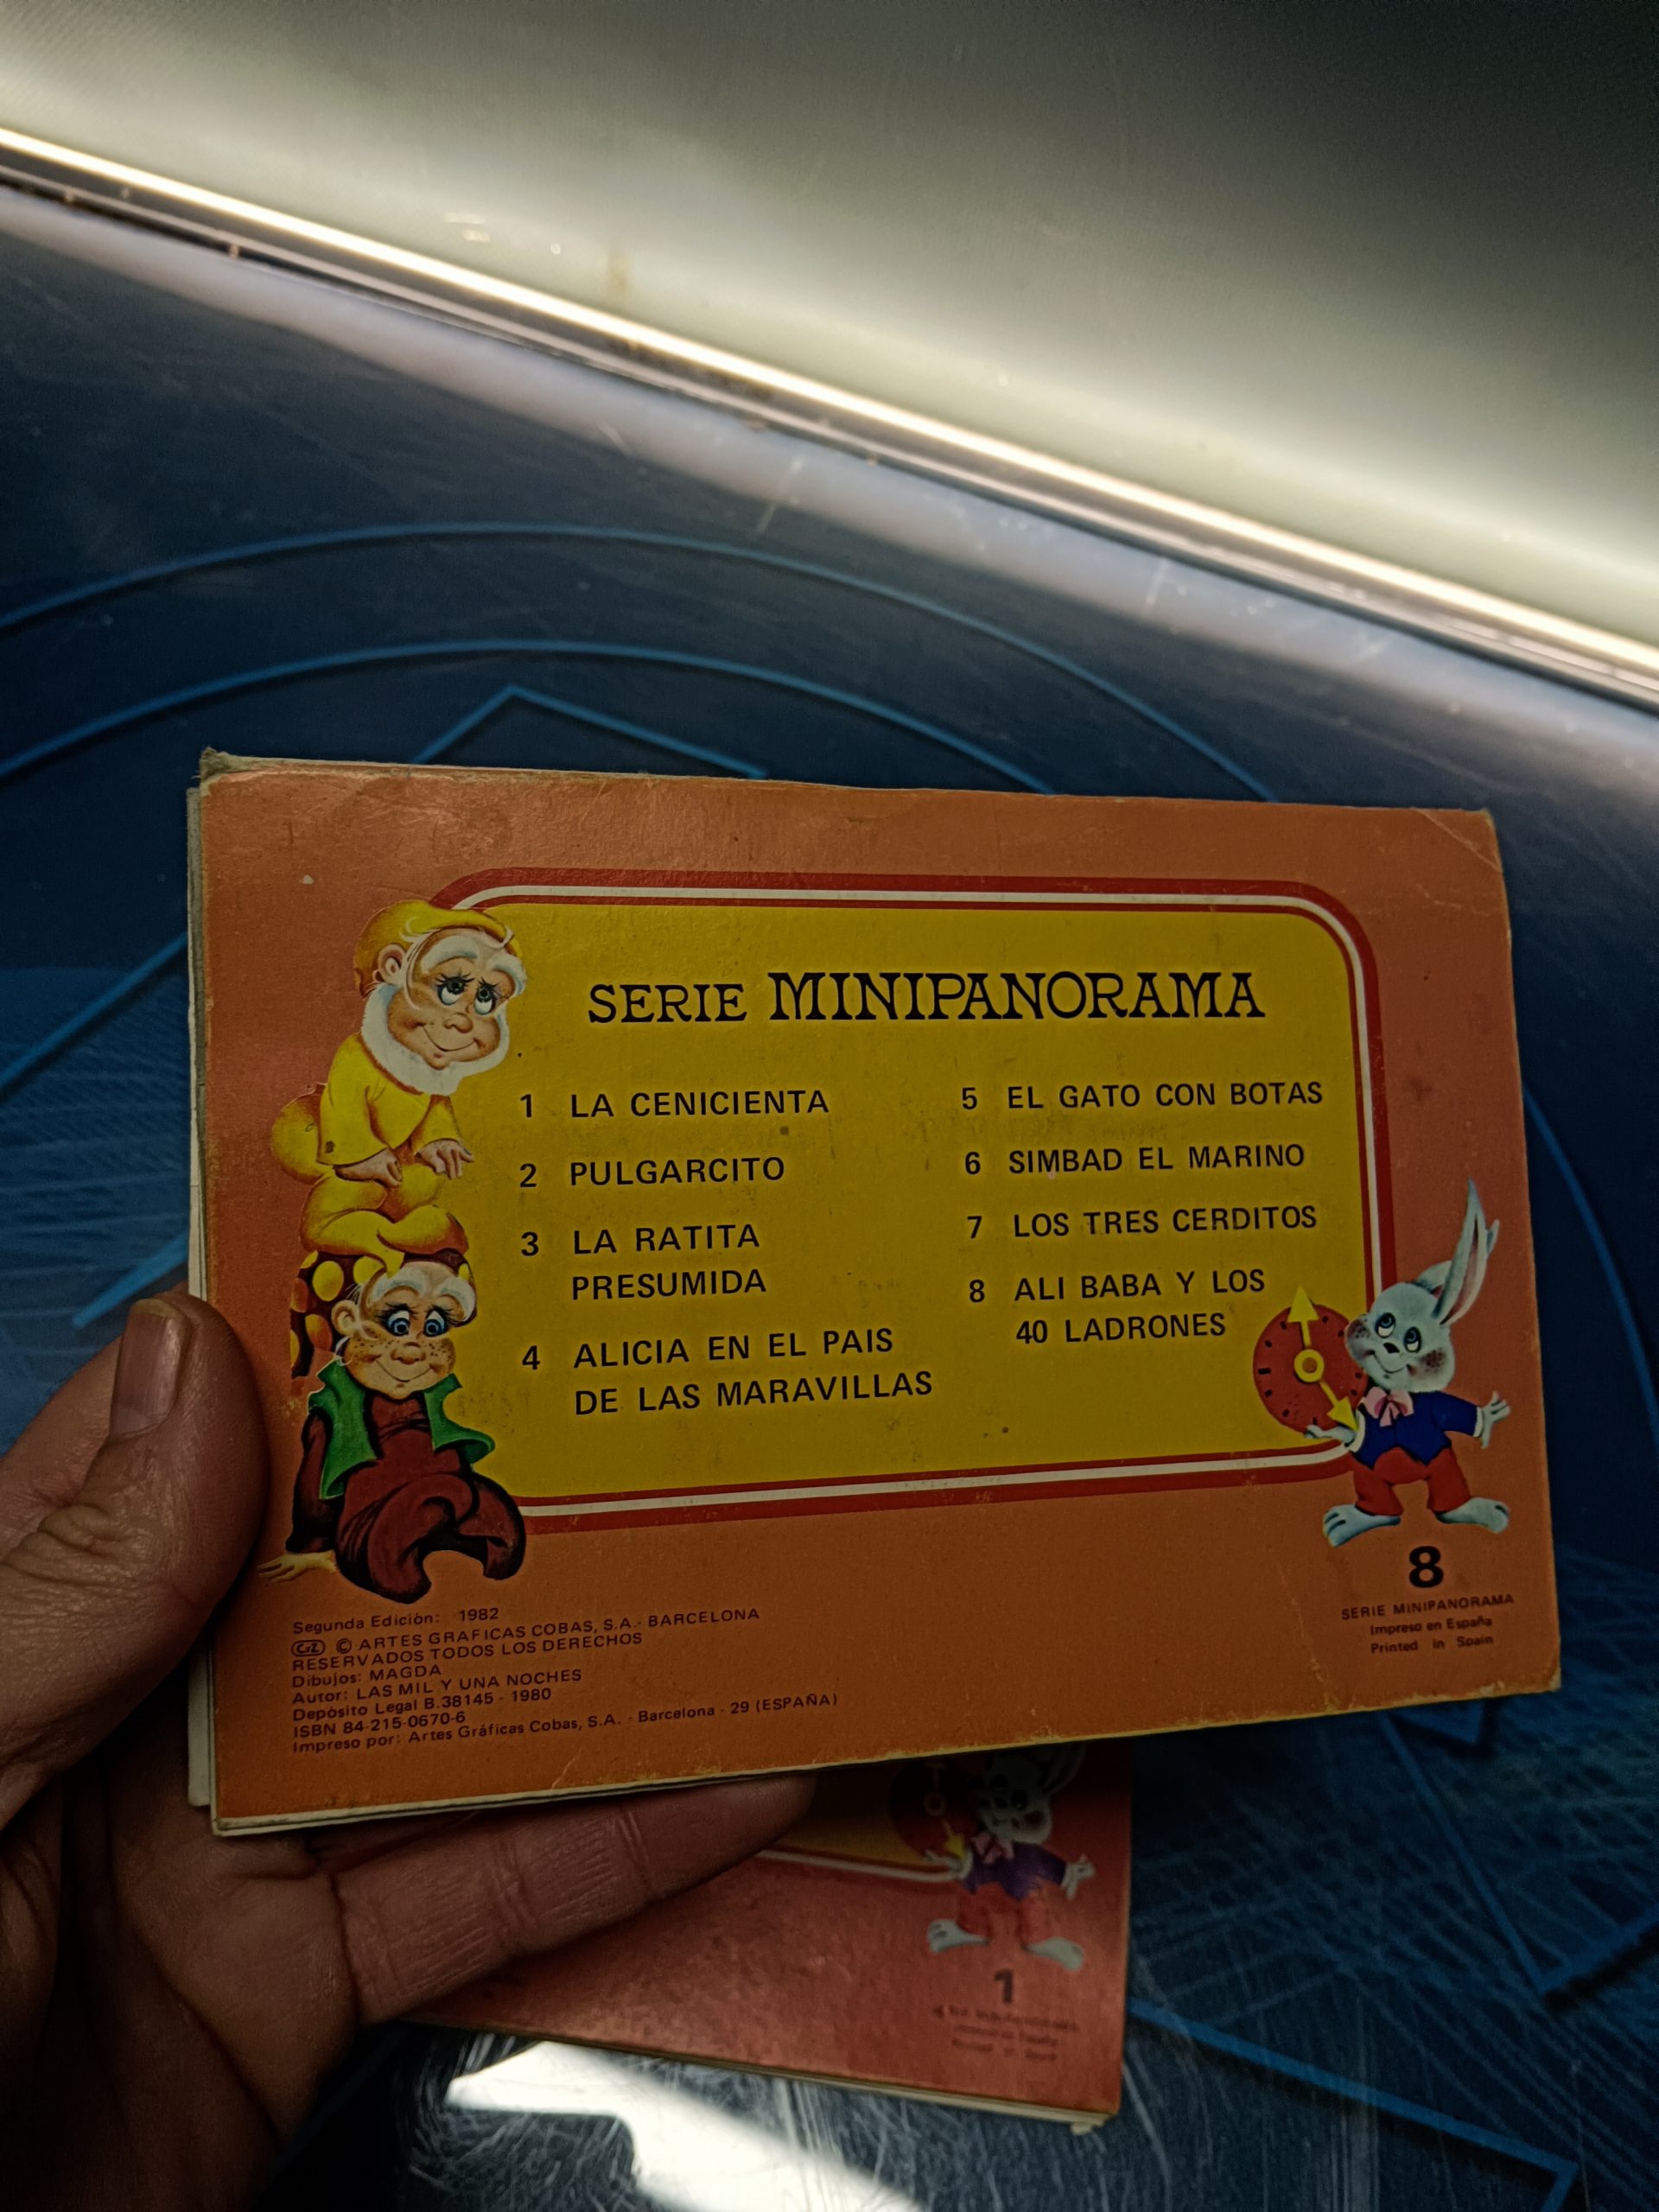 SERIE MINIPANORAMA
1 LA CENICIENTA
2 PULGARCITO
3 LA RATITA
PRESUMIDA
4 ALICIA EN EL PAIS
DE LAS MARAVILLAS
5 EL GATO CON BOTAS
6 SIMBAD EL MARINO
7 LOS TRES CERDITOS
8 ALI BABA Y LOS
40 LADRONES
Segunda Edición: 1982
© ARTES GRAFICAS COBAS, S.A.- BARCELONA
RESERVADOS TODOS LOS DERECHOS
Dibujos: MAGDA
Autor: LAS MIL Y UNA NOCHES
Depósito Legal B.38145 - 1980
ISBN 84-215-0670-6
Impreso por: Artes Gráficas Cobas, S.A. - Barcelona - 29 (ESPAÑA)
8
SERIE MINIPANORAMA
Impreso en España
Printed in Spain
1